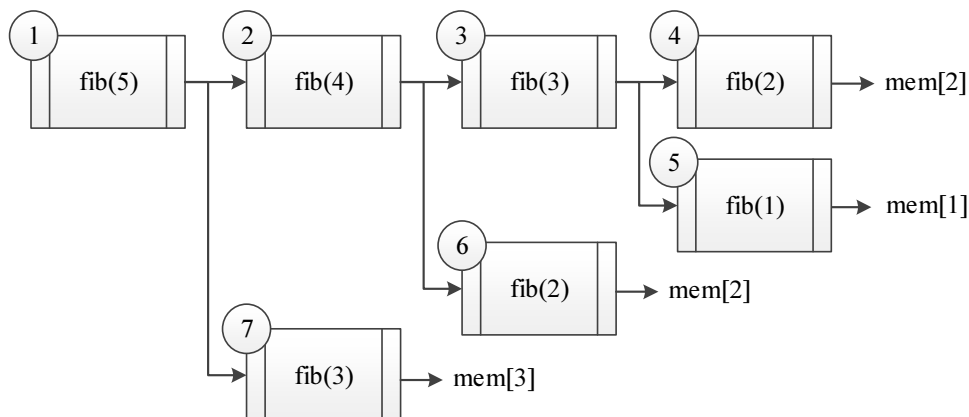 1
fib(5)
2
fib(4)
3
fib(3)
4
fib(2)
mem[2]
5
fib(1)
mem[1]
6
fib(2)
mem[2]
7
fib(3)
mem[3]